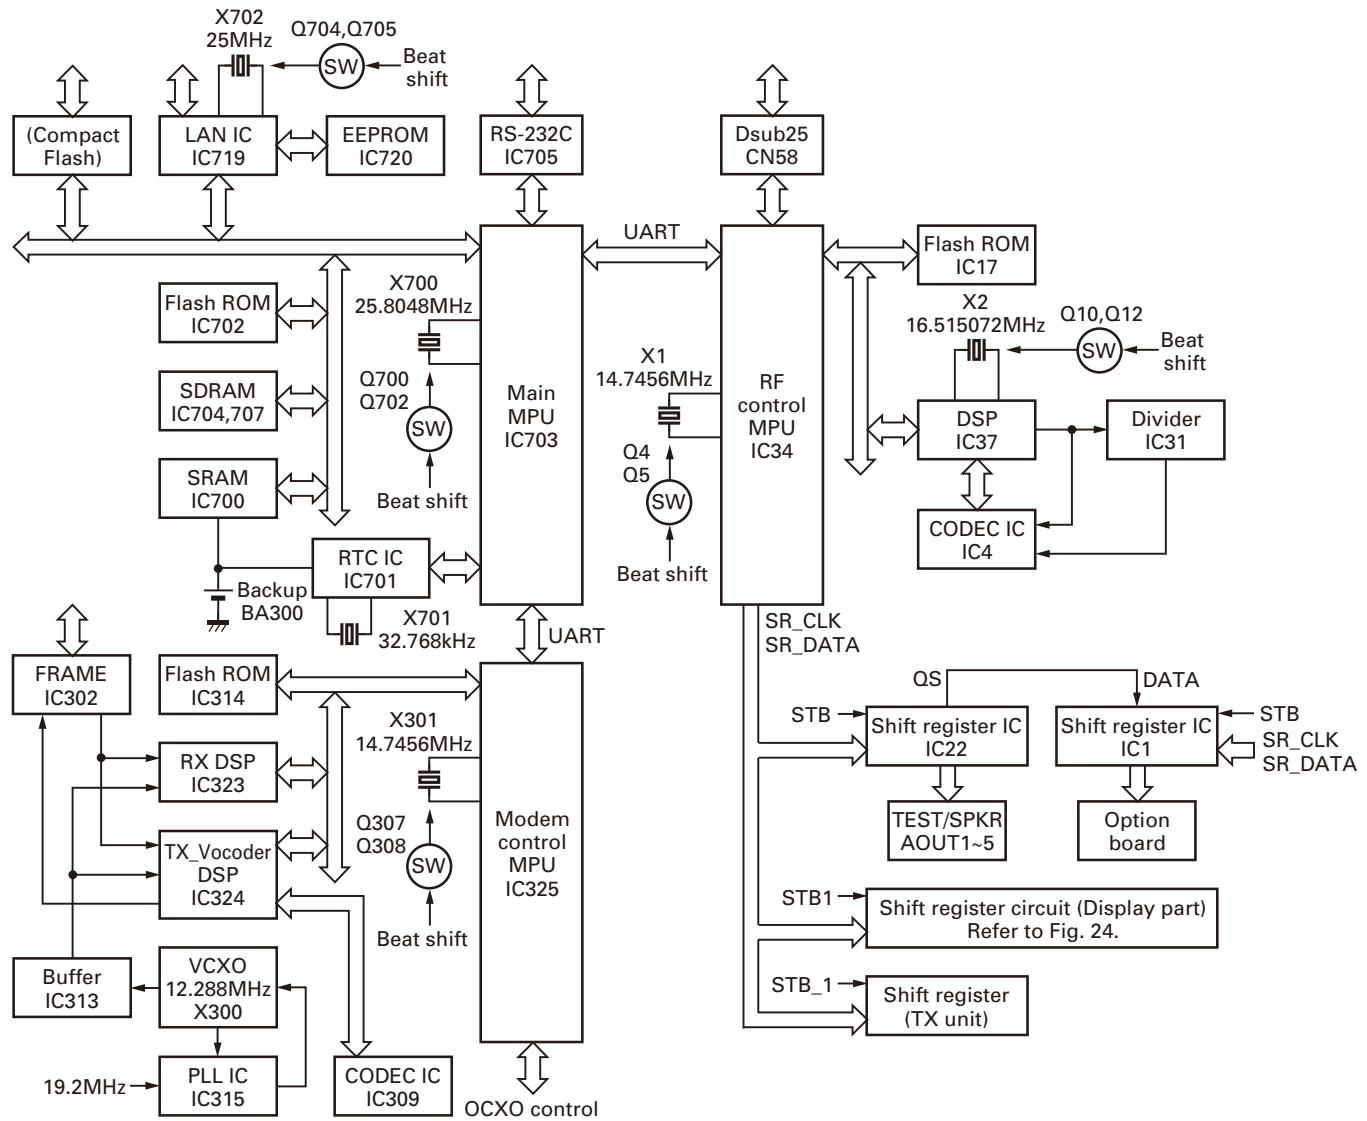 X702
25MHz
Q704,Q705
SW
Beat
shift
(Compact
Flash)
LAN IC
IC719
EEPROM
IC720
RS-232C
IC705
Dsub25
CN58
UART
Flash ROM
IC17
Flash ROM
IC702
X700
25.8048MHz
X2
16.515072MHz
Q10,Q12
SW
Beat
shift
SDRAM
IC704,707
Q700
Q702
SW
Beat shift
Main
MPU
IC703
X1
14.7456MHz
RF
control
MPU
IC34
DSP
IC37
Divider
IC31
SRAM
IC700
Q4
Q5
SW
Beat shift
CODEC IC
IC4
RTC IC
IC701
Backup
BA300
X701
32.768kHz
UART
SR_CLK
SR_DATA
FRAME
IC302
Flash ROM
IC314
QS
DATA
STB
Shift register IC
IC22
Shift register IC
IC1
STB
SR_CLK
SR_DATA
X301
14.7456MHz
RX DSP
IC323
TEST/SPKR
AOUT1~5
Option
board
Q307
Q308
SW
Beat shift
Modem
control
MPU
IC325
TX_Vocoder
DSP
IC324
STB1
Shift register circuit (Display part)
Refer to Fig. 24.
Buffer
IC313
VCXO
12.288MHz
X300
STB_1
Shift register
(TX unit)
19.2MHz
PLL IC
IC315
CODEC IC
IC309
OCXO control